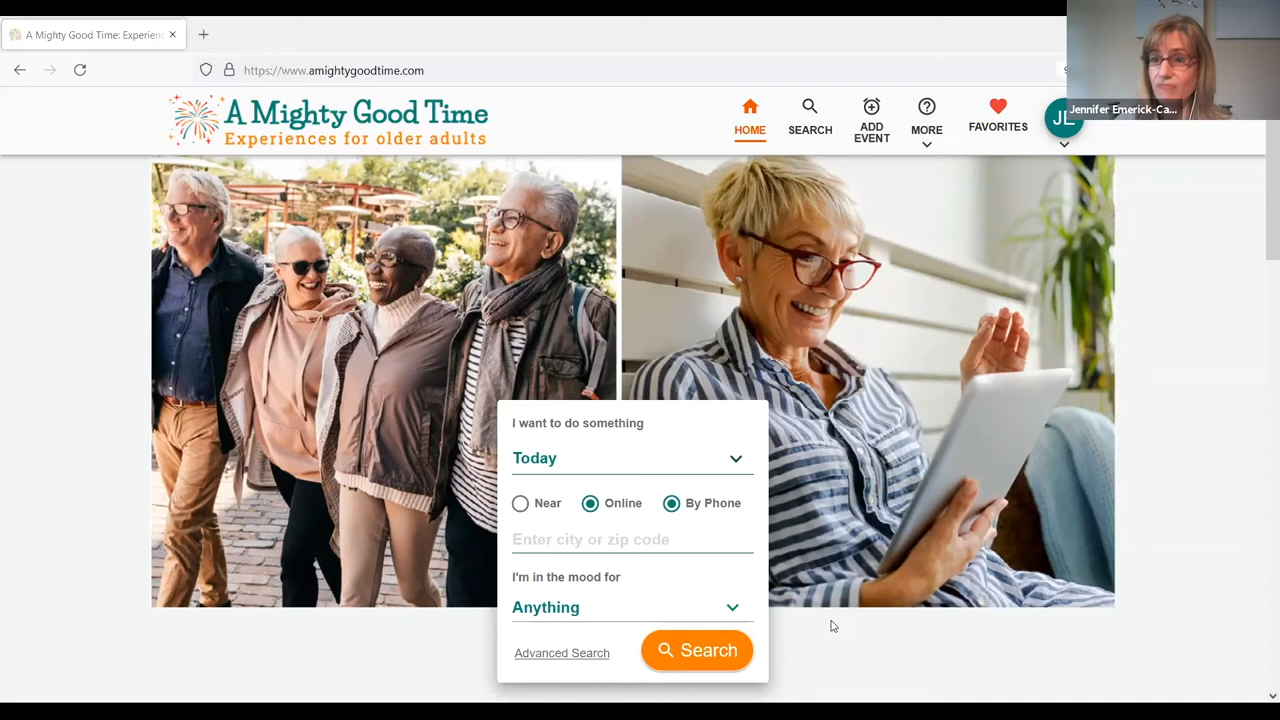 A Mighty Good Time: Experienc
https://www.amightygoodtime.com
Jennifer Emerick-Ca...
A Mighty Good Time
Experiences for older adults
HOME
SEARCH
ADD
EVENT
MORE
FAVORITES
JE
I want to do something
Today
Near
Online
By Phone
Enter city or zip code
I'm in the mood for
Anything
Advanced Search
Search